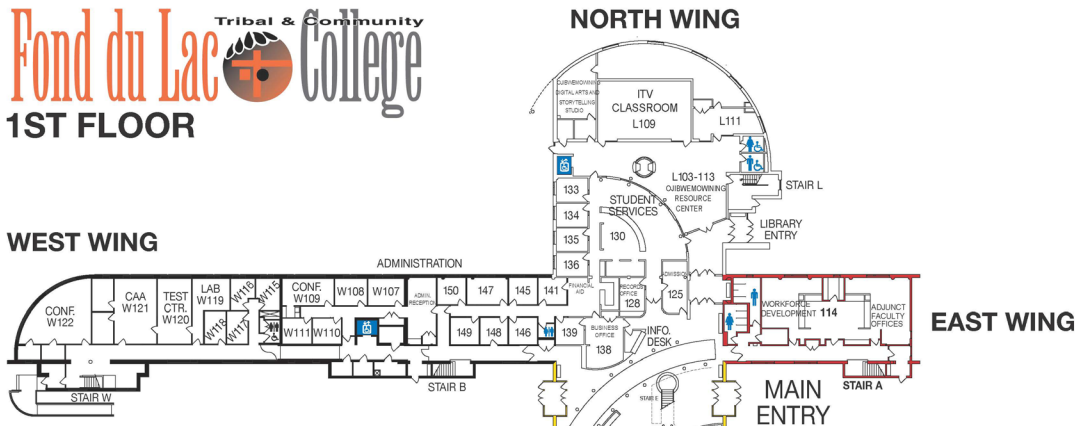 Tribal & Community
Fond du Lac College
1ST FLOOR
NORTH WING
OJIBWEMOWINING
DIGITAL ARTS AND
STORYTELLING
STUDIO
ITV
CLASSROOM
L109
L111
L103-113
OJIBWEMOWINING
RESOURCE
CENTER
STAIR L
LIBRARY
ENTRY
133
134
135
136
STUDENT
SERVICES
130
FINANCIAL
AID
RECORDS
OFFICE
128
ADMISSIONS
125
WEST WING
ADMINISTRATION
CONF.
W122
CAA
W121
TEST
CTR.
W120
LAB
W119
W116
W115
W118
W117
CONF.
W109
W108
W107
W111
W110
ADMIN.
RECEPTION
150
147
145
141
149
148
146
139
BUSINESS
OFFICE
138
INFO.
DESK
STAIR W
STAIR B
STAIR E
MAIN
ENTRY
WORKFORCE
DEVELOPMENT
114
ADJUNCT
FACULTY
OFFICES
STAIR A
EAST WING